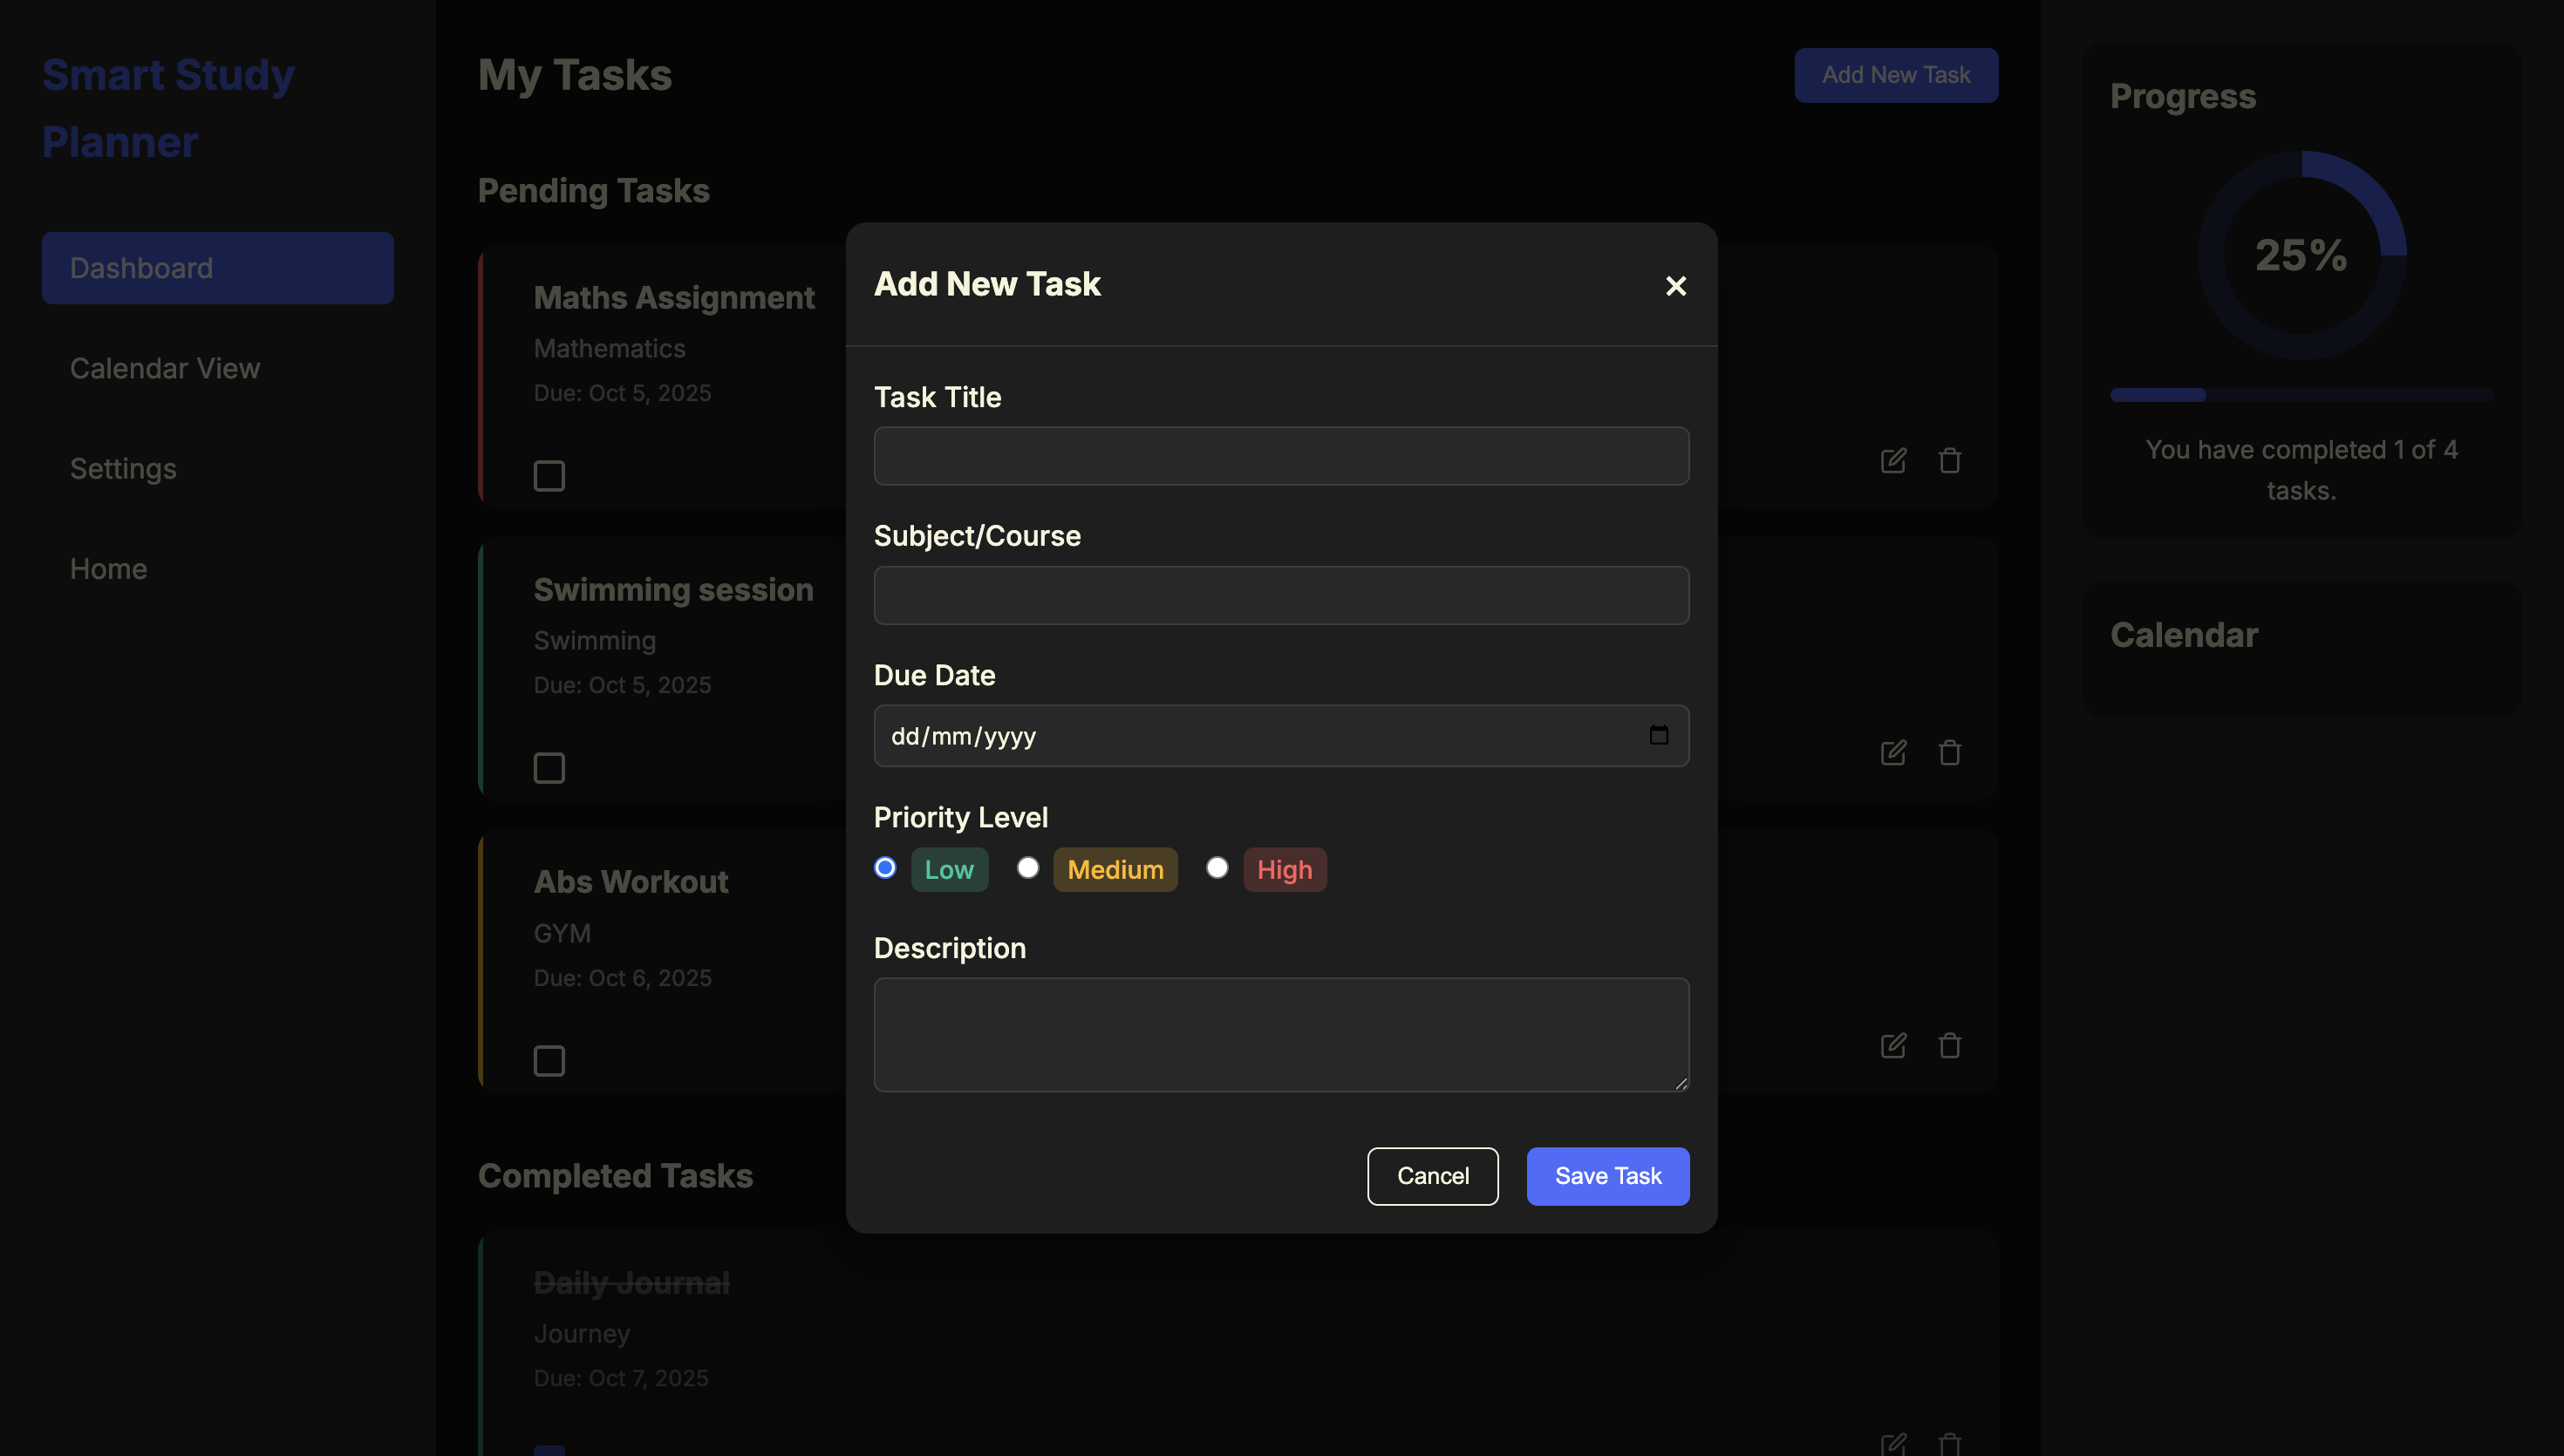 Smart Study
Planner
Dashboard
Calendar View
Settings
Home
My Tasks
Add New Task
Pending Tasks
Maths Assignment
Mathematics
Due: Oct 5, 2025
Swimming session
Swimming
Due: Oct 5, 2025
Abs Workout
GYM
Due: Oct 6, 2025
Completed Tasks
Daily Journal
Journey
Due: Oct 7, 2025
Add New Task
Task Title
Subject/Course
Due Date
dd/mm/yyyy
Priority Level
Low Medium High
Description
Cancel Save Task
Progress
25%
You have completed 1 of 4
tasks.
Calendar